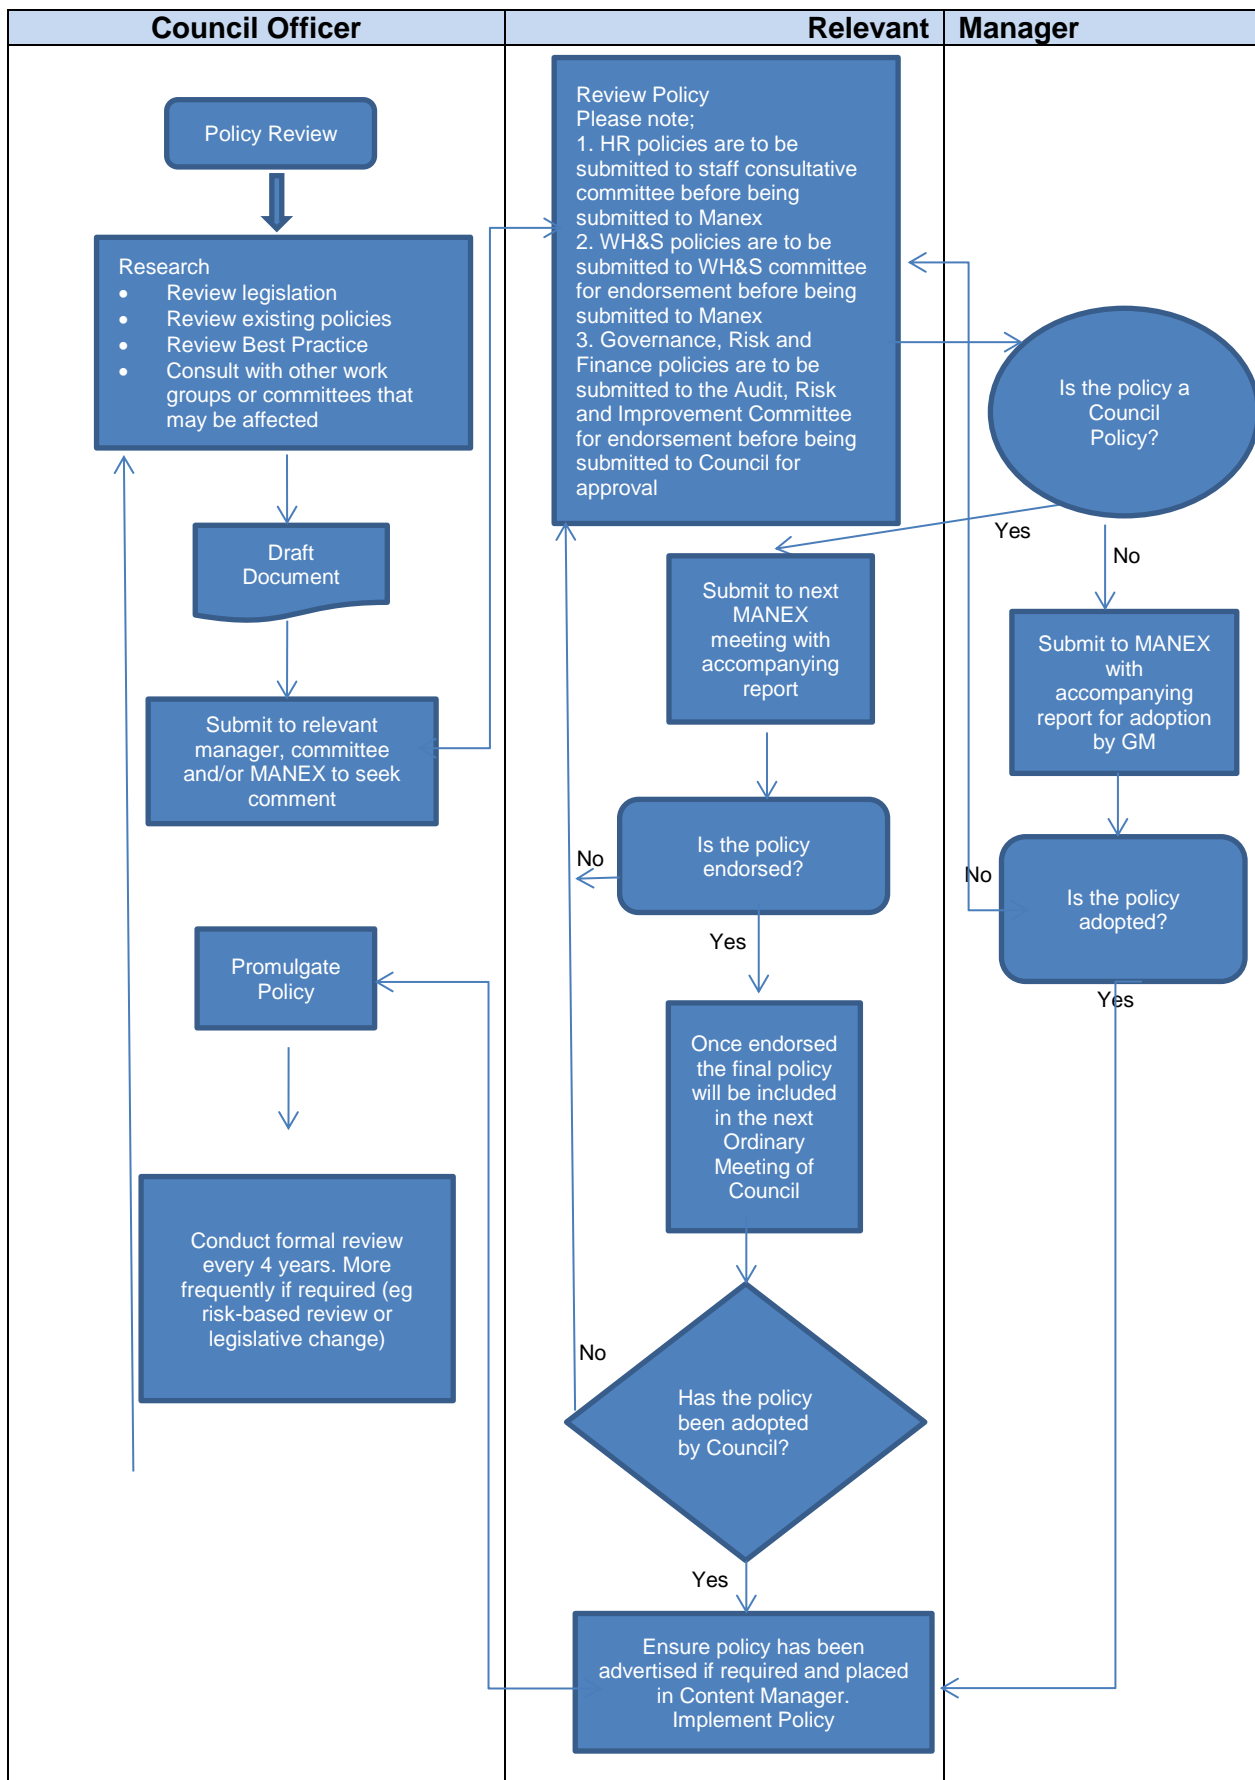 Council Officer
Relevant Manager
Policy Review
Research
• Review legislation
• Review existing policies
• Review Best Practice
• Consult with other work
groups or committees that
may be affected
Draft
Document
Submit to relevant
manager, committee
and/or MANEX to seek
comment
Promulgate
Policy
Conduct formal review
every 4 years. More
frequently if required (eg
risk-based review or
legislative change)
Review Policy
Please note;
1. HR policies are to be
submitted to staff consultative
committee before being
submitted to Manex
2. WH&S policies are to be
submitted to WH&S committee
for endorsement before being
submitted to Manex
3. Governance, Risk and
Finance policies are to be
submitted to the Audit, Risk
and Improvement Committee
for endorsement before being
submitted to Council for
approval
Is the policy a
Council
Policy?
Yes
No
Submit to next
MANEX
meeting with
accompanying
report
Submit to MANEX
with
accompanying
report for adoption
by GM
Is the policy
endorsed?
No
Yes
Is the policy
adopted?
No
Yes
Once endorsed
the final policy
will be included
in the next
Ordinary
Meeting of
Council
Has the policy
been adopted
by Council?
No
Yes
Ensure policy has been
advertised if required and placed
in Content Manager.
Implement Policy